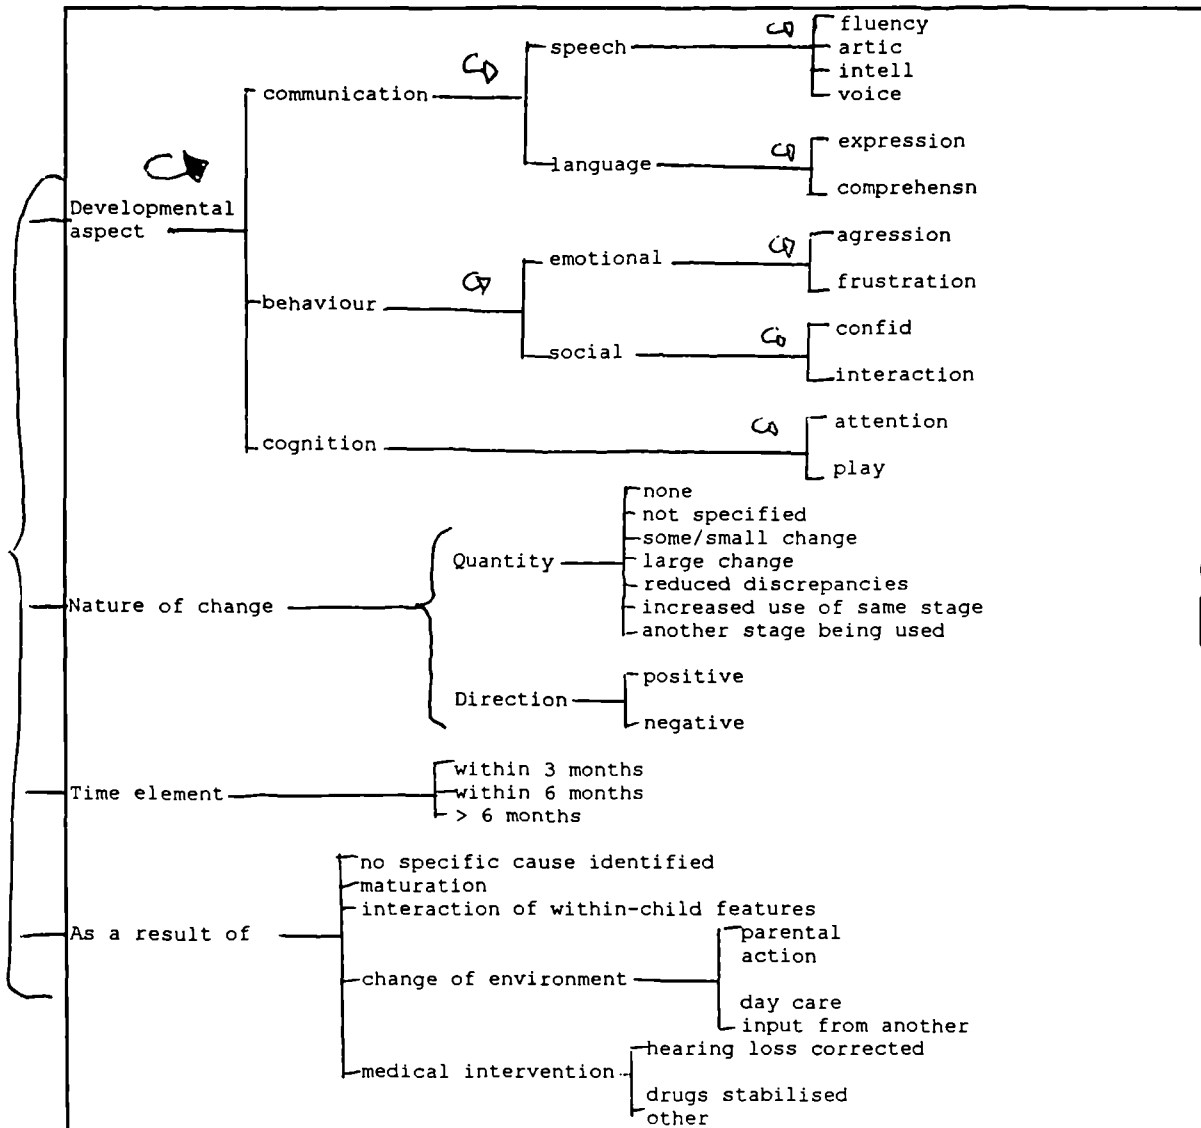 fluency
speech
artic
intell
communication
voice
expression
language
comprehensn
Developmental
aspect
agression
emotional
frustration
behaviour
confid
social
interaction
attention
cognition
play
none
not specified
some/small change
Quantity
large change
reduced discrepancies
Nature of change
increased use of same stage
another stage being used
positive
Direction
negative
within 3 months
Time element
within 6 months
> 6 months
no specific cause identified
maturation
interaction of within-child features
As a result of
parental
action
change of environment
day care
input from another
hearing loss corrected
medical intervention
drugs stabilised
other